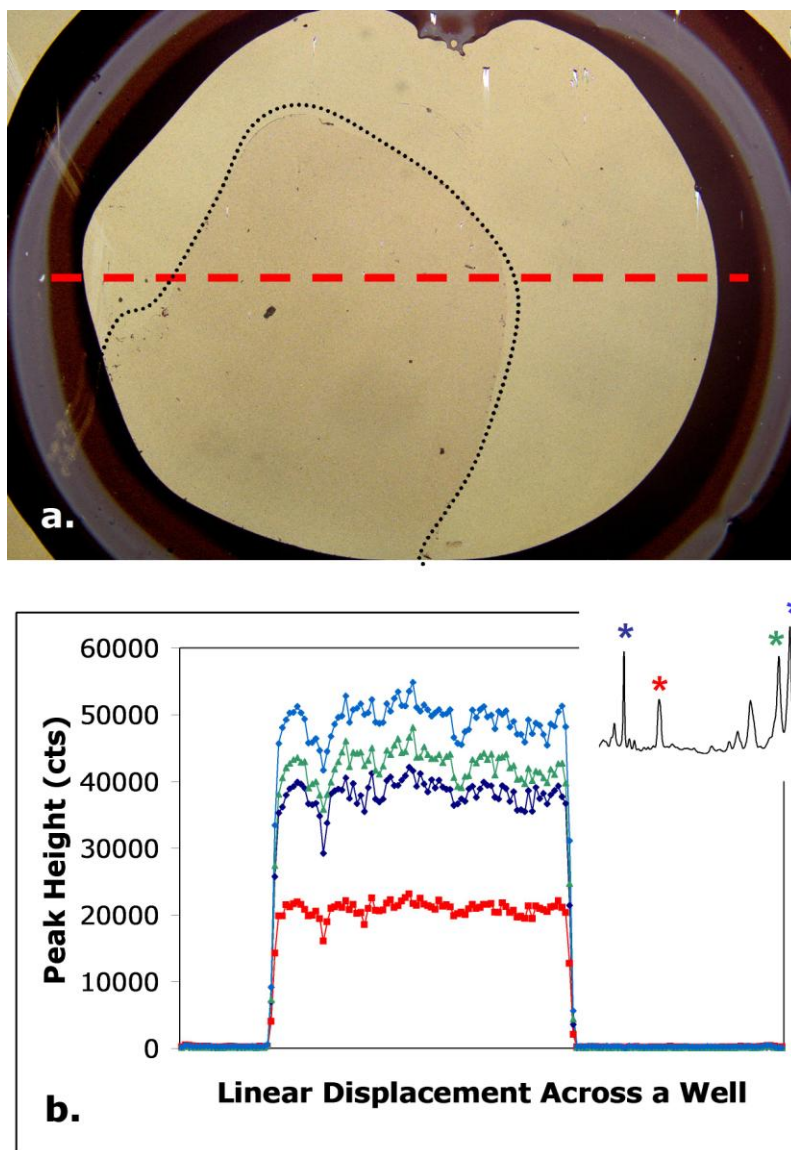 a.
* * * *
60000
50000
40000
30000
20000
10000
0
Peak Height (cts)
Linear Displacement Across a Well
b.